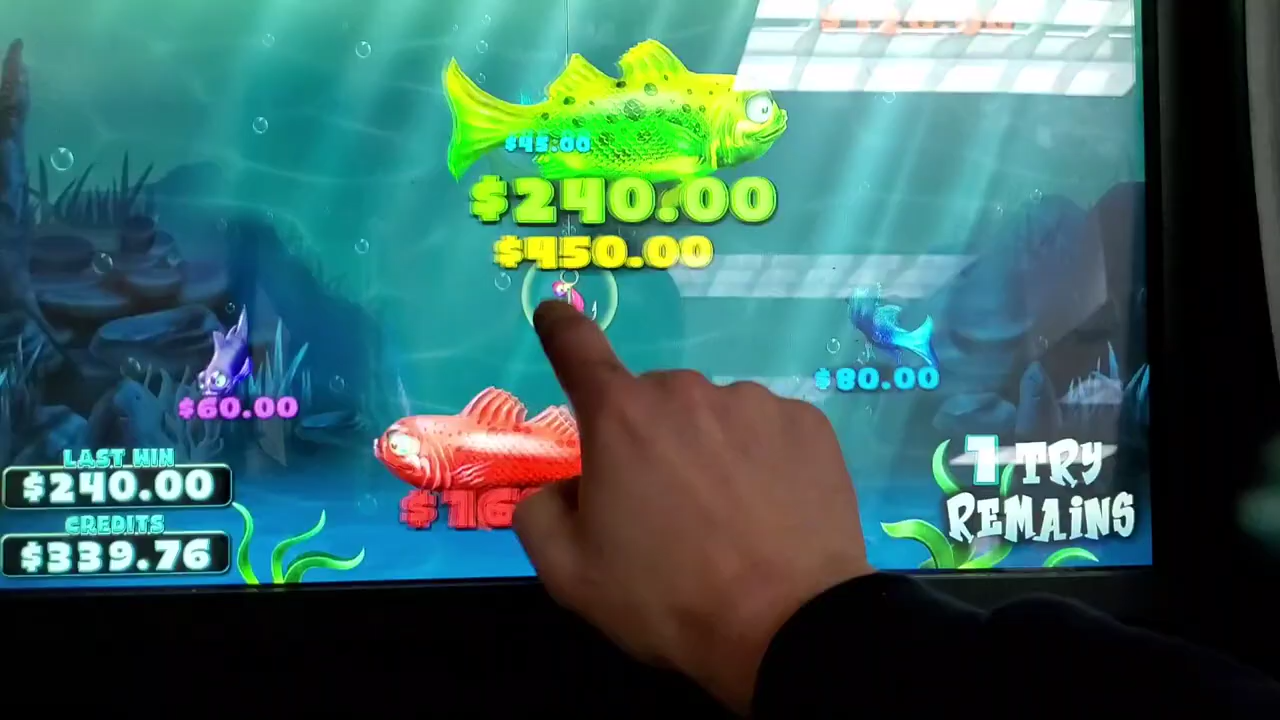 $45.00
$240.00
$450.00
$60.00
$80.00
LAST WIN
$240.00
CREDITS
$339.76
1 TRY
REMAINS